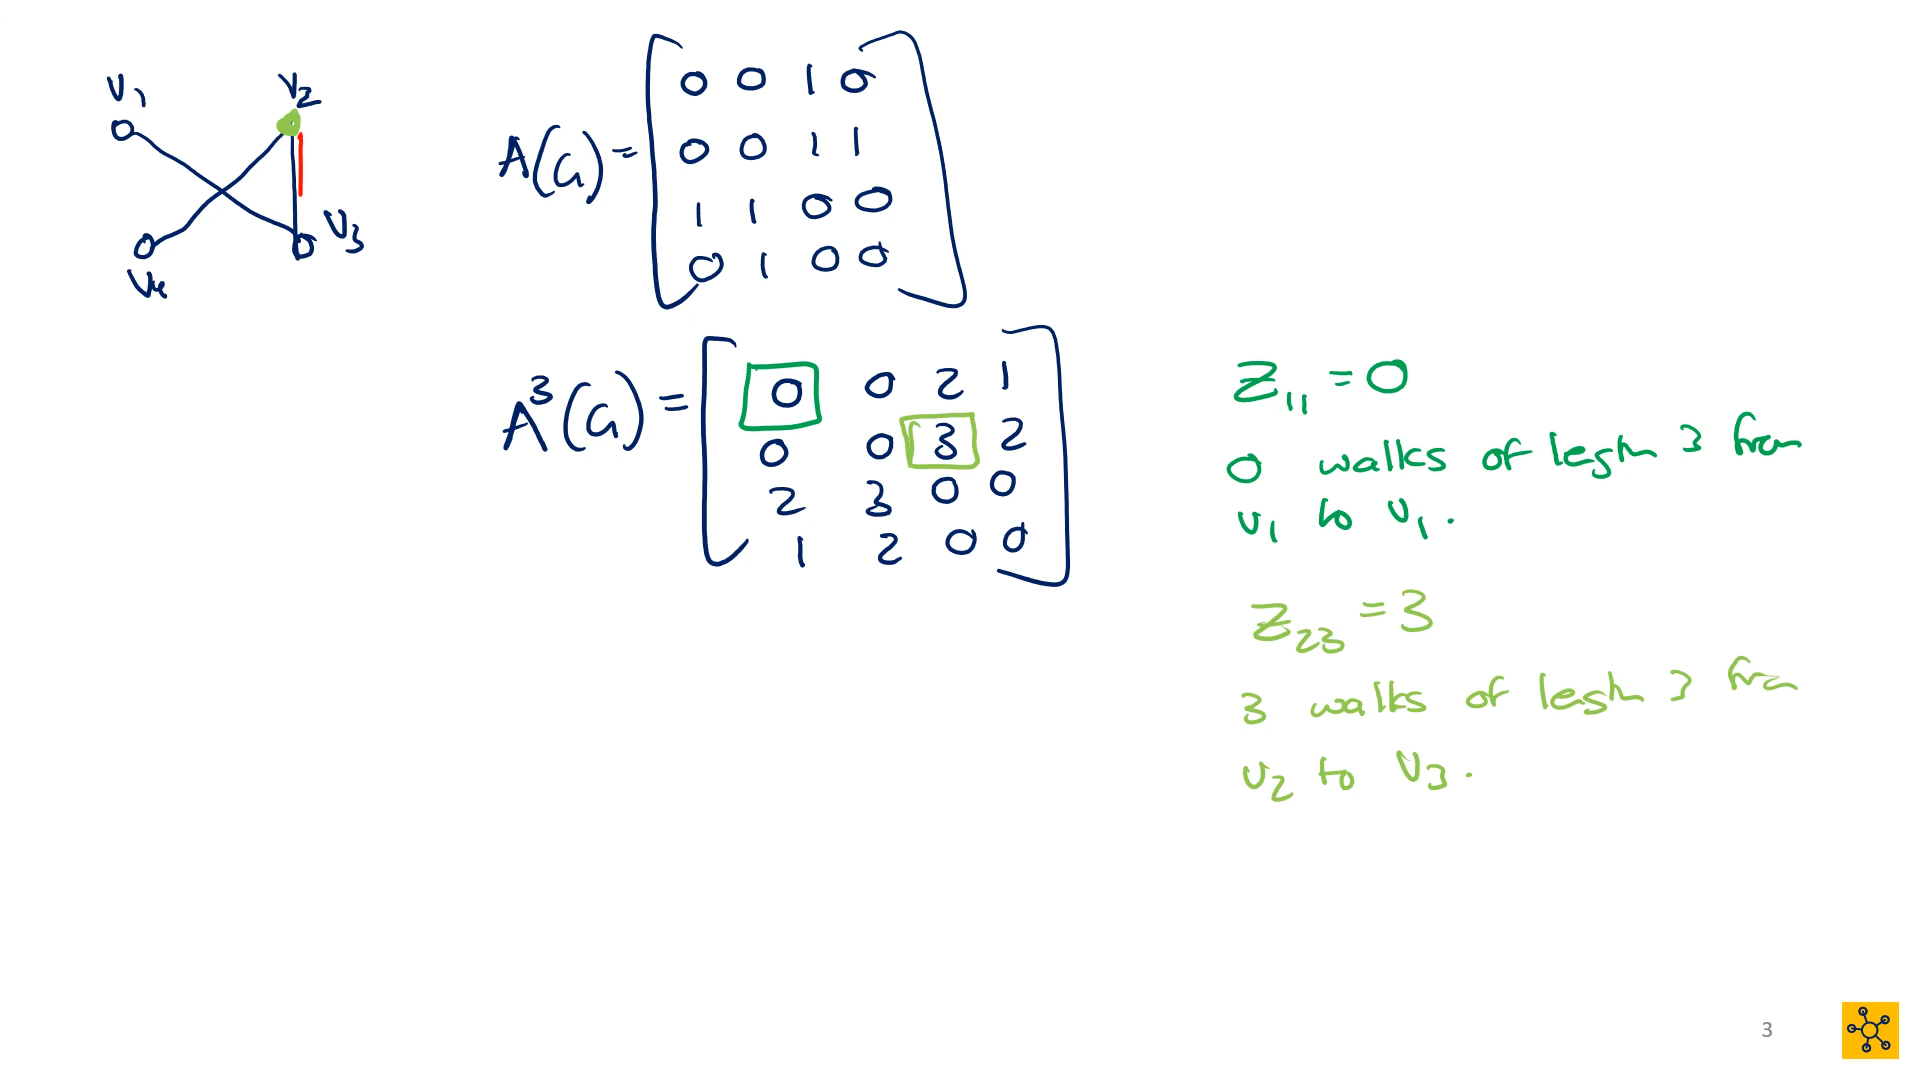 V1
V2
V3
V4
A(G) =
0 0 1 0
0 0 1 1
1 1 0 0
0 1 0 0
A³(G) =
0 0 2 1
0 0 3 2
2 3 0 0
1 2 0 0
Z11 = 0
0 walks of length 3 from
v1 to v1.
Z23 = 3
3 walks of length 3 from
v2 to v3.
3